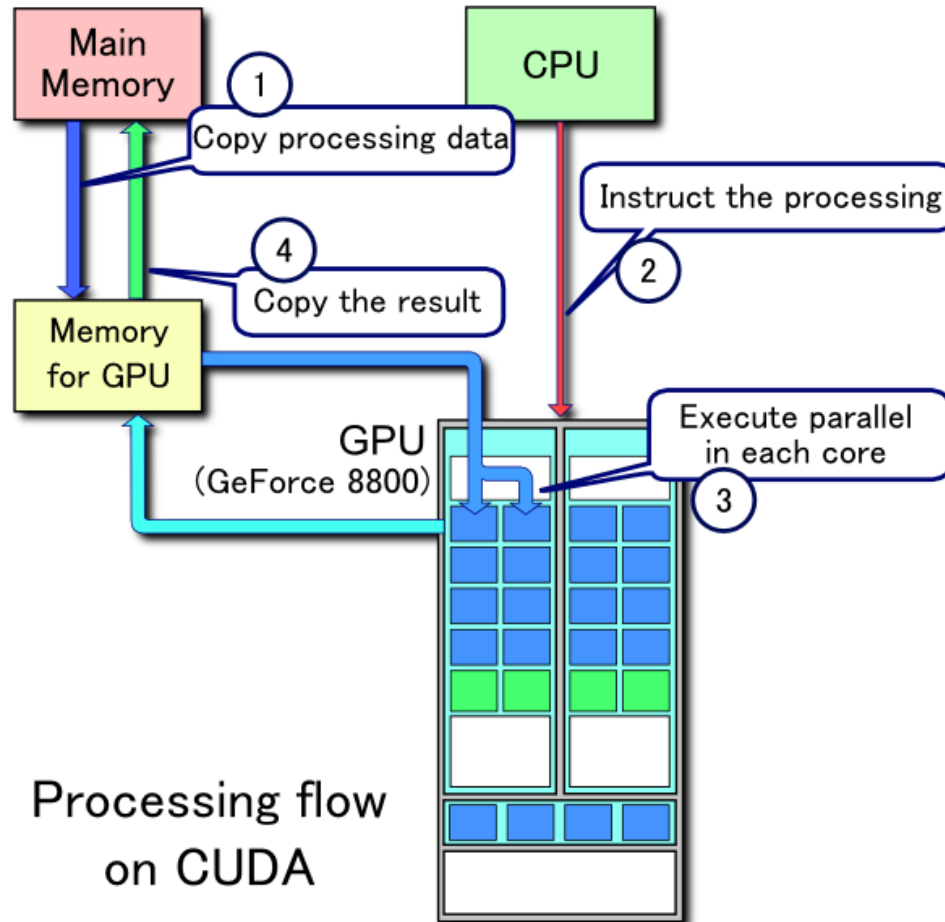 Main
Memory
CPU
1
Copy processing data
Instruct the processing
2
4
Copy the result
Memory
for GPU
GPU
(GeForce 8800)
Execute parallel
in each core
3
Processing flow
on CUDA